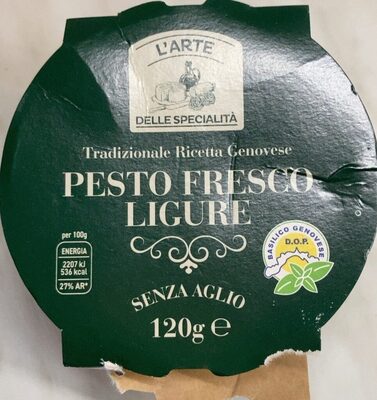 L'ARTE
DELLE SPECIALITÀ
Tradizionale Ricetta Genovese
PESTO FRESCO
LIGURE
per 100g
ENERGIA
2207 kJ
536 kcal
27% AR*
BASILICO GENOVESE
D.O.P.
SENZA AGLIO
120g ℮